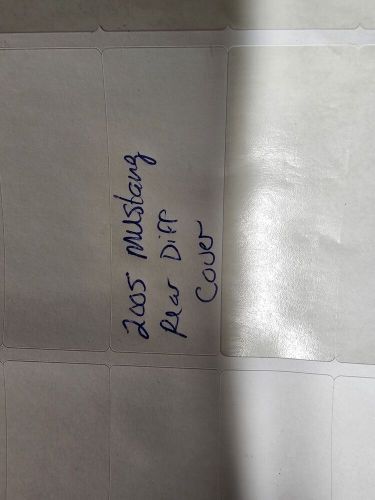 2005 Mustang
Rear Diff
Cover